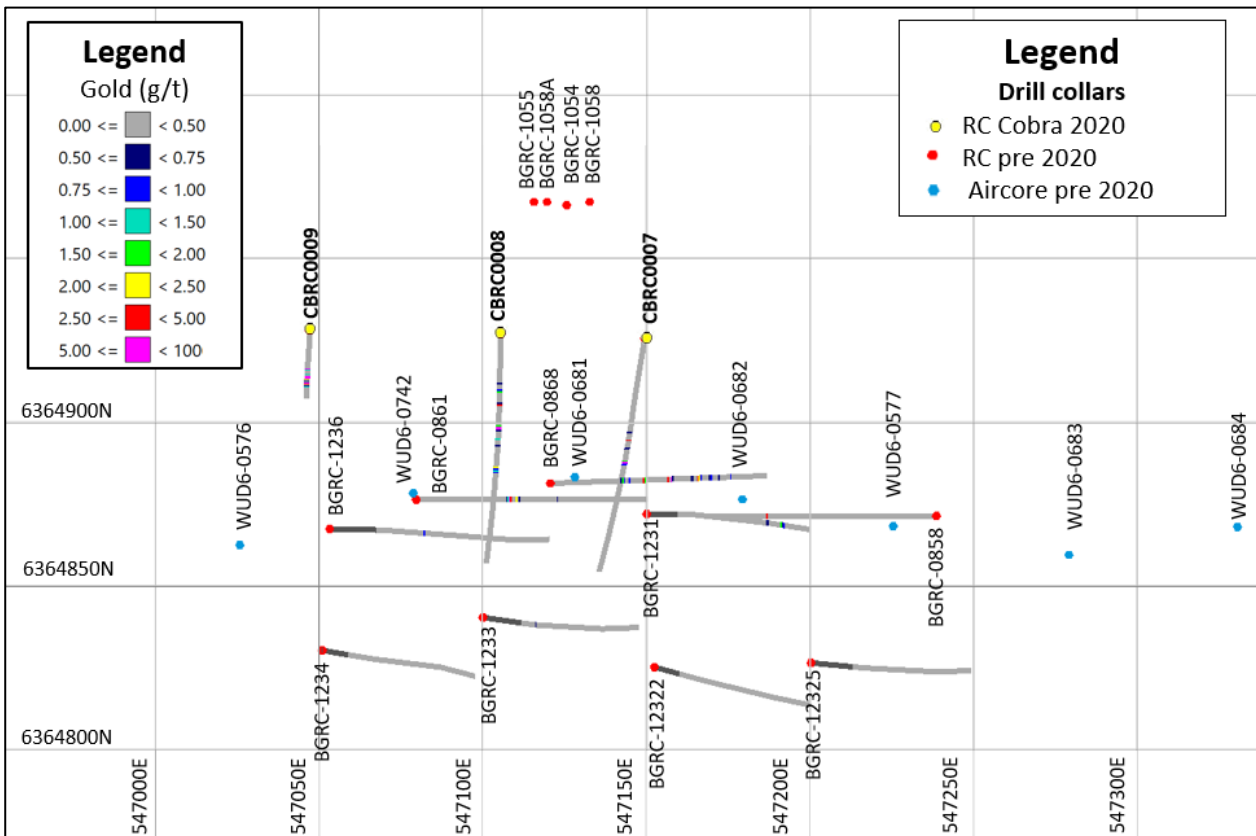 Legend
Gold (g/t)
0.00 <= < 0.50
0.50 <= < 0.75
0.75 <= < 1.00
1.00 <= < 1.50
1.50 <= < 2.00
2.00 <= < 2.50
2.50 <= < 5.00
5.00 <= < 100
Legend
Drill collars
RC Cobra 2020
RC pre 2020
Aircore pre 2020
BGRC-1055
BGRC-1058A
BGRC-1054
BGRC-1058
CBRC0009
CBRC0008
CBRC0007
6364900N
WUD6-0576
BGRC-1236
WUD6-0742
BGRC-0861
BGRC-0868
WUD6-0681
WUD6-0682
WUD6-0577
WUD6-0683
WUD6-0684
6364850N
BGRC-1231
BGRC-0858
BGRC-1234
BGRC-1233
BGRC-12322
BGRC-12325
6364800N
547000E
547050E
547100E
547150E
547200E
547250E
547300E